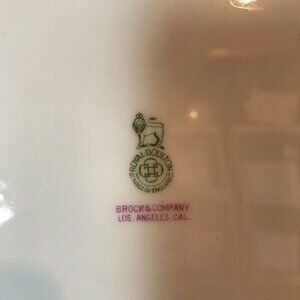 ROYAL DOULTON
MADE IN ENGLAND
BROCK & COMPANY
LOS. ANGELES. CAL